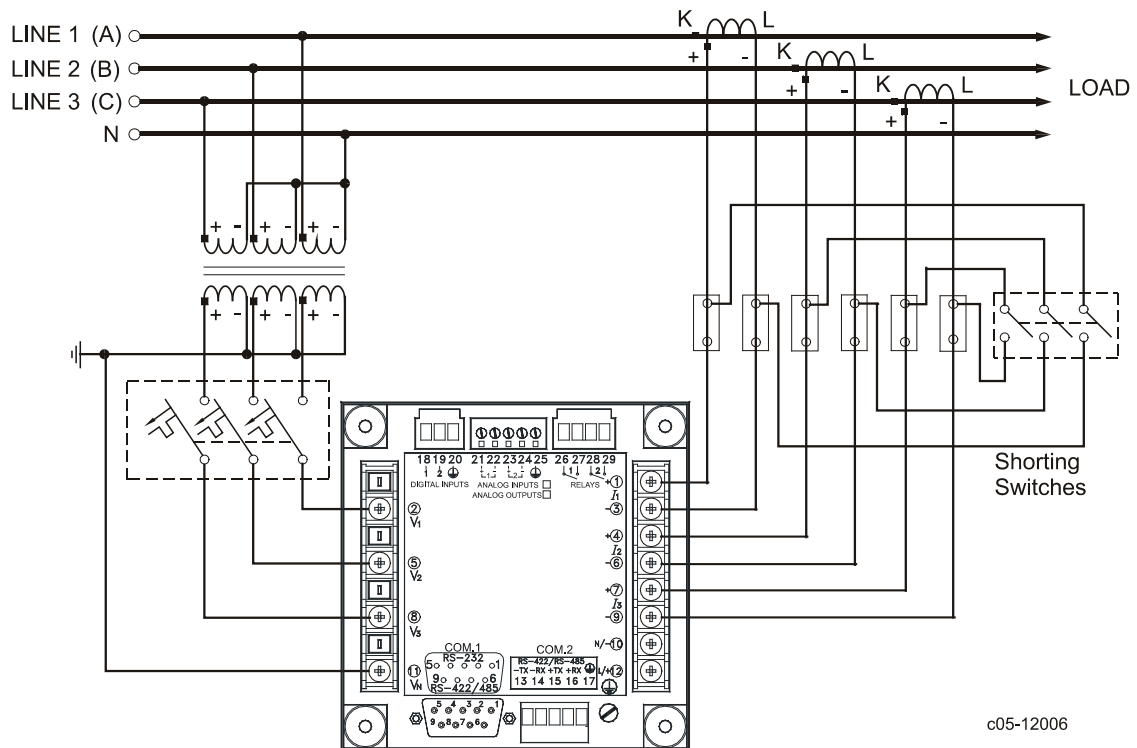 LINE 1 (A)
LINE 2 (B)
LINE 3 (C)
N
K L
+ -
K L
+ -
K L
+ -
LOAD
+ - + - + -
+ - + - + -
Shorting
Switches
18 19 20 21 22 23 24 25 26 27 28 29
1 2 1 2 1 2
DIGITAL INPUTS
ANALOG INPUTS
ANALOG OUTPUTS
RELAYS
2
V1
5
V2
8
V3
11
VN
+1
I1
-3
+4
I2
-6
+7
I3
-9
N/-10
L/+12
COM.1
RS-232
5 1
9 6
RS-422/485
COM.2
RS-422/RS-485
-TX -RX +TX +RX
13 14 15 16 17
5 4 3 2 1
9 8 7 6
c05-12006